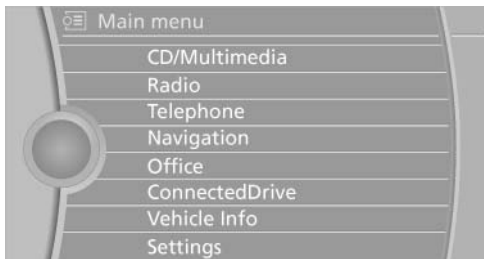 Main menu
CD/Multimedia
Radio
Telephone
Navigation
Office
ConnectedDrive
Vehicle Info
Settings